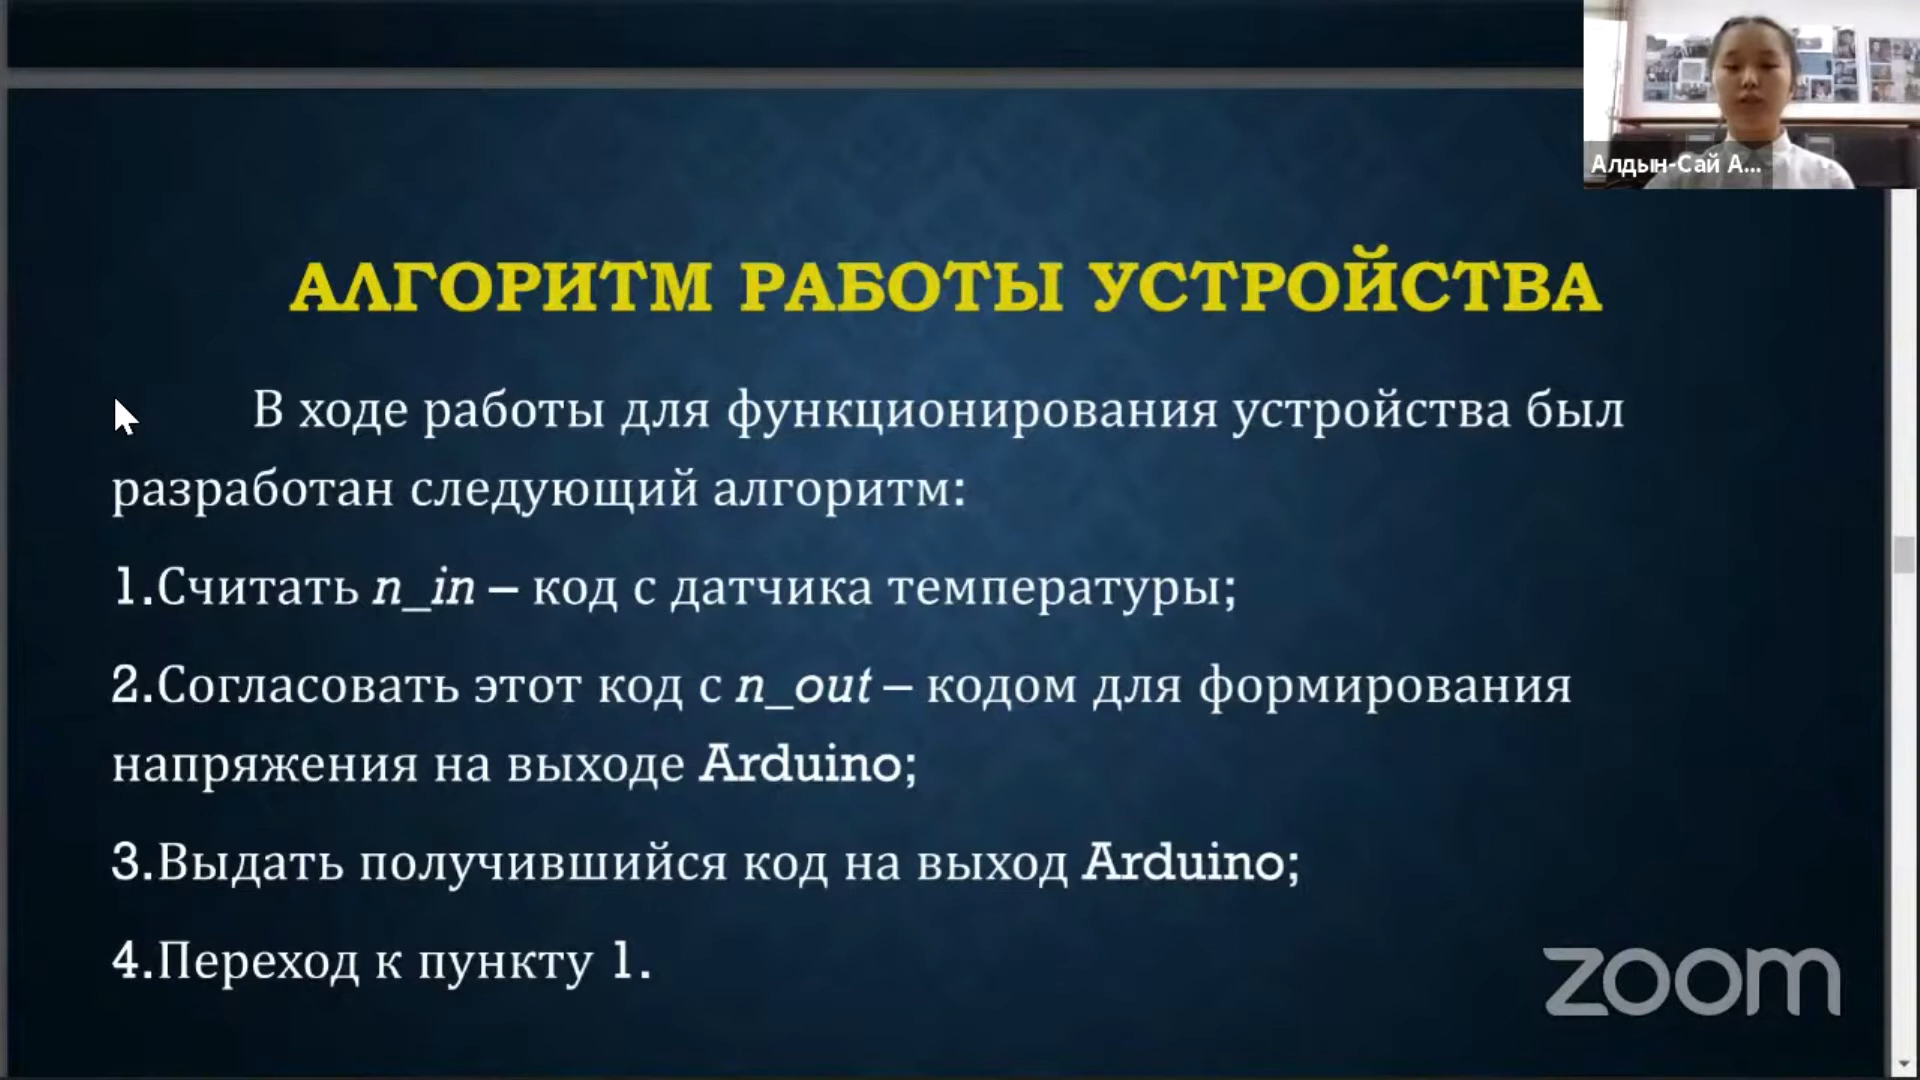 Алдын-Сай А...
АЛГОРИТМ РАБОТЫ УСТРОЙСТВА
В ходе работы для функционирования устройства был
разработан следующий алгоритм:
1.Считать n_in – код с датчика температуры;
2.Согласовать этот код с n_out – кодом для формирования
напряжения на выходе Arduino;
3.Выдать получившийся код на выход Arduino;
4.Переход к пункту 1.
zoom